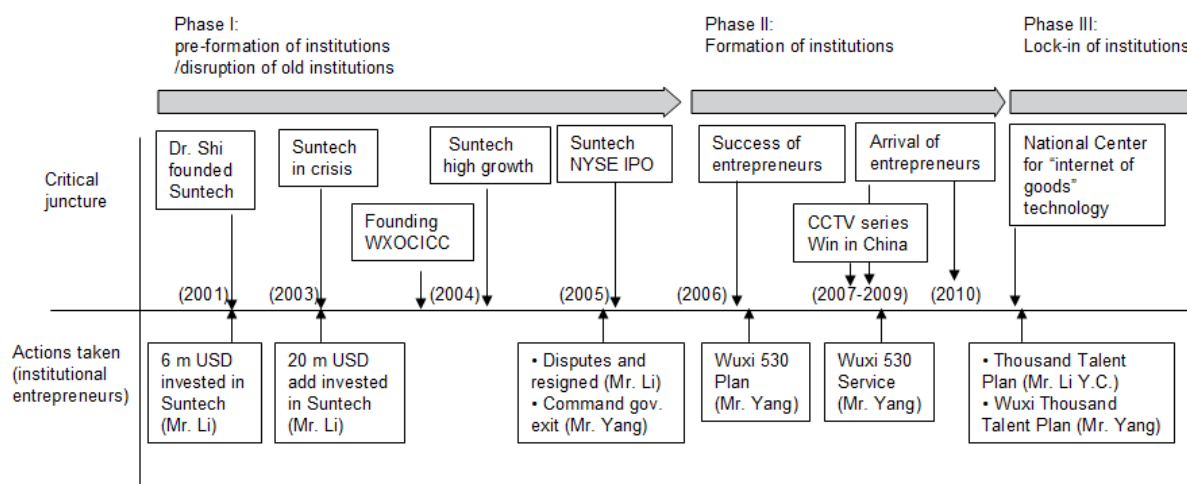 Phase I:
pre-formation of institutions
/disruption of old institutions
Phase II:
Formation of institutions
Phase III:
Lock-in of institutions
Critical
juncture
Dr. Shi
founded
Suntech
Suntech
in crisis
Founding
WXOCICC
Suntech
high growth
Suntech
NYSE IPO
Success of
entrepreneurs
Arrival of
entrepreneurs
CCTV series
Win in China
National Center
for “internet of
goods”
technology
(2001)
(2003)
(2004)
(2005)
(2006)
(2007-2009)
(2010)
Actions taken
(institutional
entrepreneurs)
6 m USD
invested in
Suntech
(Mr. Li)
20 m USD
add invested
in Suntech
(Mr. Li)
• Disputes and
resigned (Mr. Li)
• Command gov.
exit (Mr. Yang)
Wuxi 530
Plan
(Mr. Yang)
Wuxi 530
Service
(Mr. Yang)
• Thousand Talent
Plan (Mr. Li Y.C.)
• Wuxi Thousand
Talent Plan (Mr. Yang)